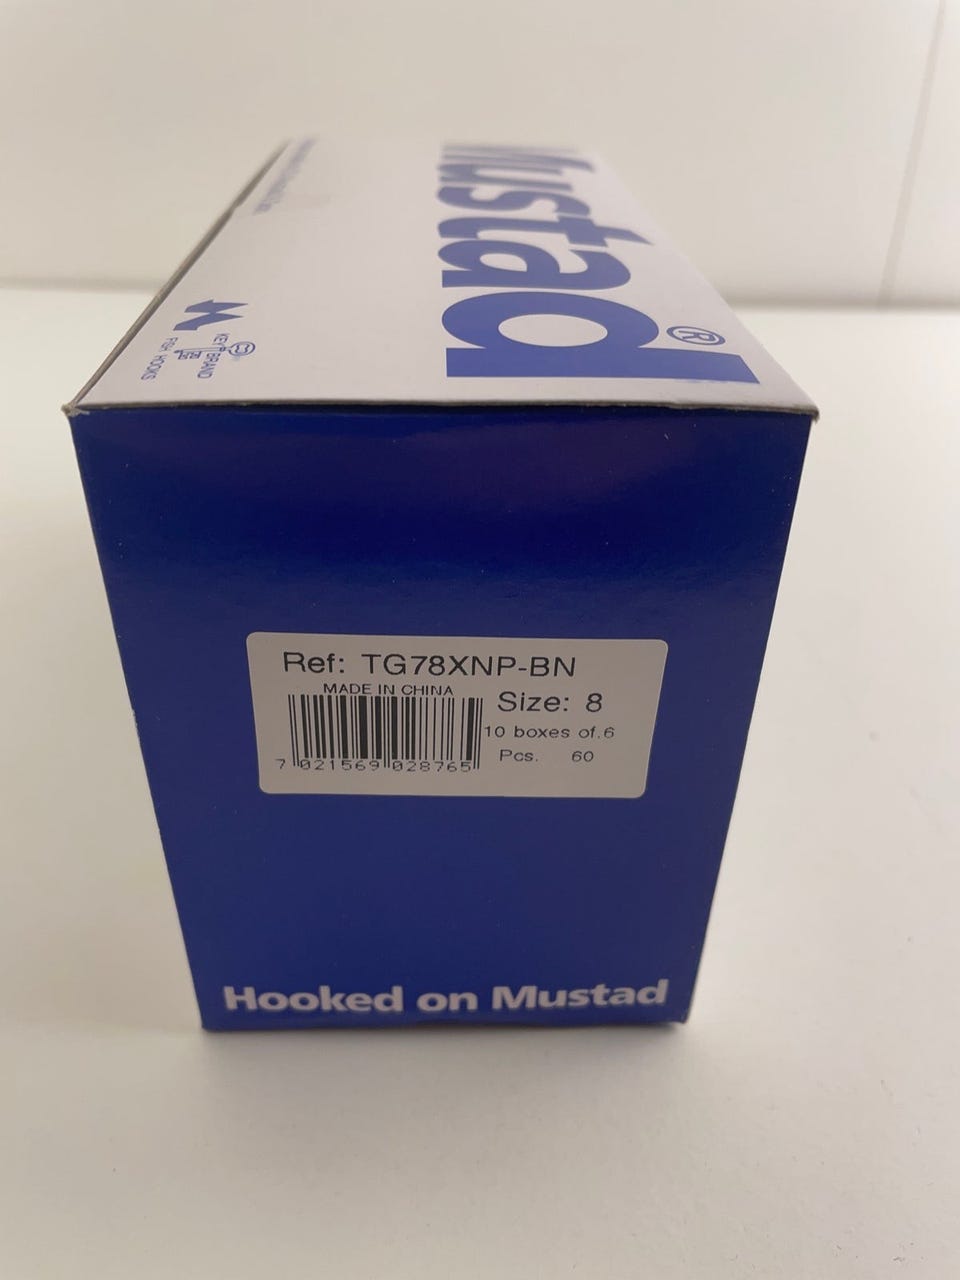 Mustad®
KEY BRAND
FISH HOOKS
Ref: TG78XNP-BN
MADE IN CHINA
Size: 8
10 boxes of.6
Pcs. 60
7 021569 028765
Hooked on Mustad